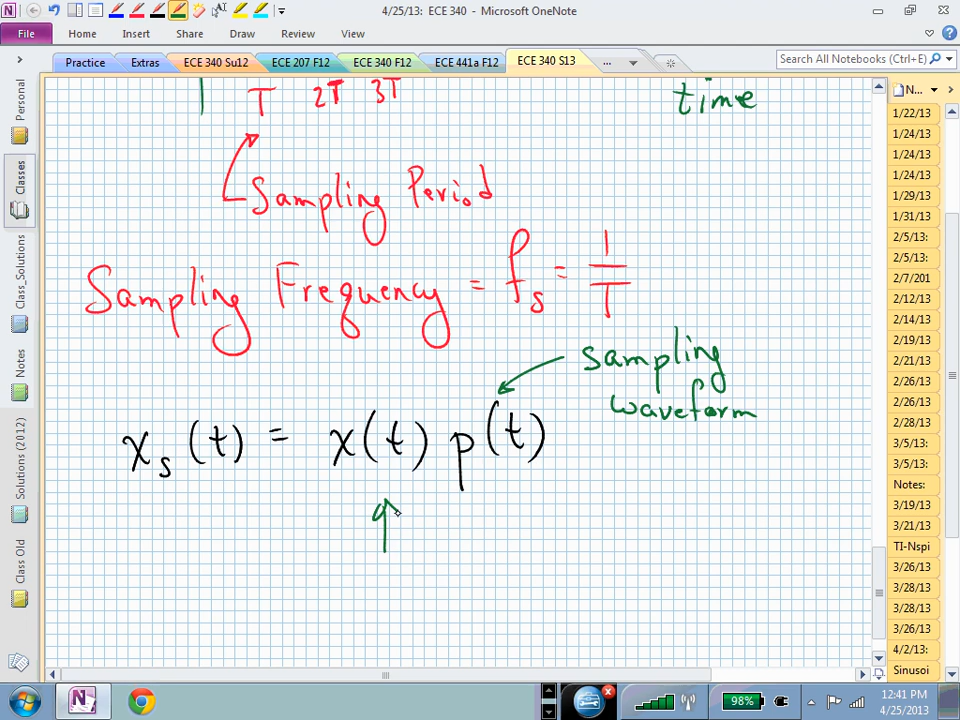 4/25/13: ECE 340 - Microsoft OneNote
File Home Insert Share Draw Review View
Practice Extras ECE 340 Su12 ECE 207 F12 ECE 340 F12 ECE 441a F12 ECE 340 S13 ...
Search All Notebooks (Ctrl+E)
Personal
Classes
Class_Solutions
Notes
Solutions (2012)
Class Old
T 2T 3T
time
Sampling Period
Sampling Frequency = fs = 1/T
sampling
waveform
xs(t) = x(t) p(t)
N...
1/22/13
1/24/13
1/24/13
1/24/13
1/29/13
1/31/13
2/5/13:
2/5/13:
2/7/201
2/12/13
2/14/13
2/19/13
2/21/13
2/26/13
2/26/13
2/28/13
3/5/13:
3/5/13:
Notes:
3/19/13
3/21/13
TI-Nspi
3/26/13
3/28/13
3/28/13
3/26/13
4/2/13:
Sinusoi
98%
12:41 PM
4/25/2013